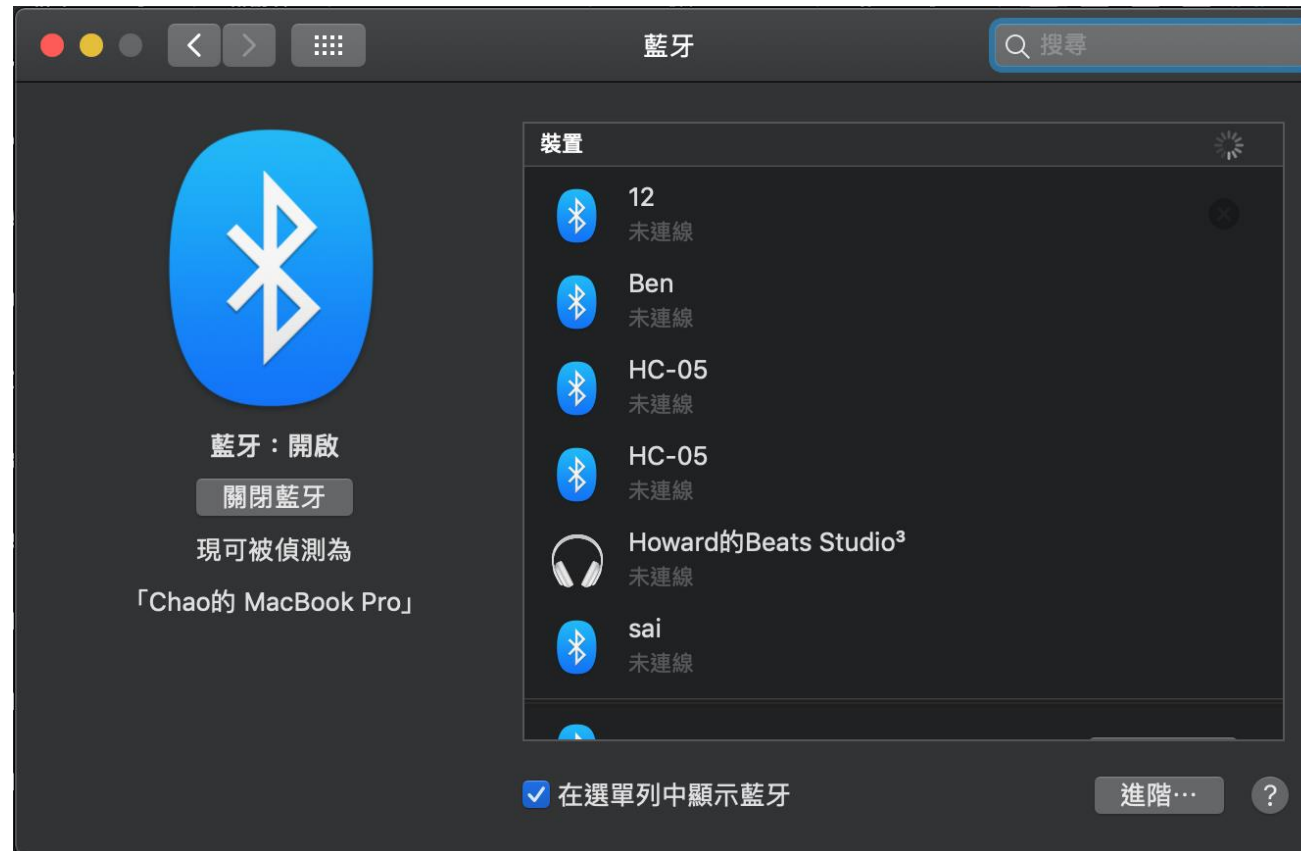 藍牙
搜尋
藍牙：開啟
關閉藍牙
現可被偵測為
「Chao的 MacBook Pro」
裝置
12
未連線
Ben
未連線
HC-05
未連線
HC-05
未連線
Howard的Beats Studio³
未連線
sai
未連線
在選單列中顯示藍牙
進階…
?